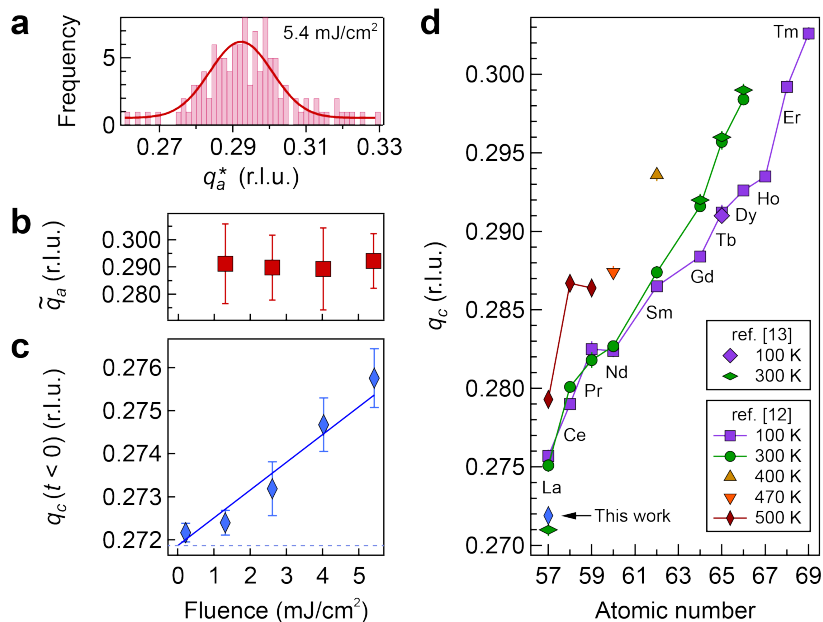 a
5.4 mJ/cm²
Frequency
5
0
0.27
0.29
0.31
0.33
q*a (r.l.u.)
b
q̃a (r.l.u.)
0.300
0.290
0.280
c
qc (t < 0) (r.l.u.)
0.276
0.275
0.274
0.273
0.272
0 1 2 3 4 5
Fluence (mJ/cm²)
d
qc (r.l.u.)
0.300
0.295
0.290
0.285
0.280
0.275
0.270
Tm
Er
Ho
Dy
Tb
Gd
Sm
Nd
Pr
Ce
La
This work
ref. [13]
100 K
300 K
ref. [12]
100 K
300 K
400 K
470 K
500 K
57 59 61 63 65 67 69
Atomic number